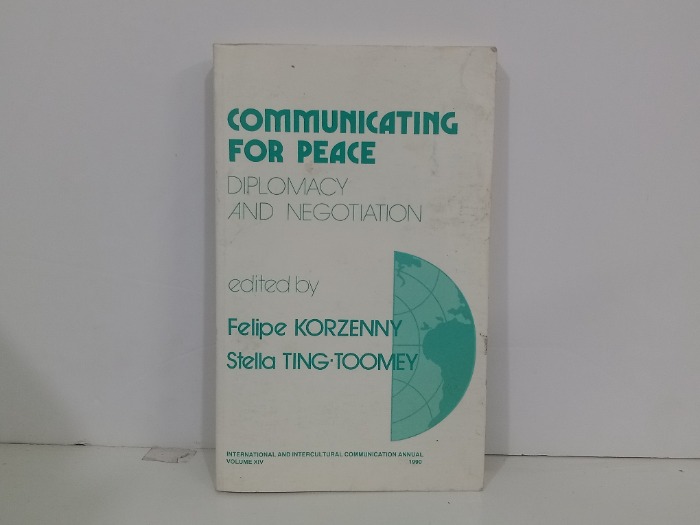 COMMUNICATING
FOR PEACE
DIPLOMACY
AND NEGOTIATION
edited by
Felipe KORZENNY
Stella TING-TOOMEY
INTERNATIONAL AND INTERCULTURAL COMMUNICATION ANNUAL
VOLUME XIV 1990